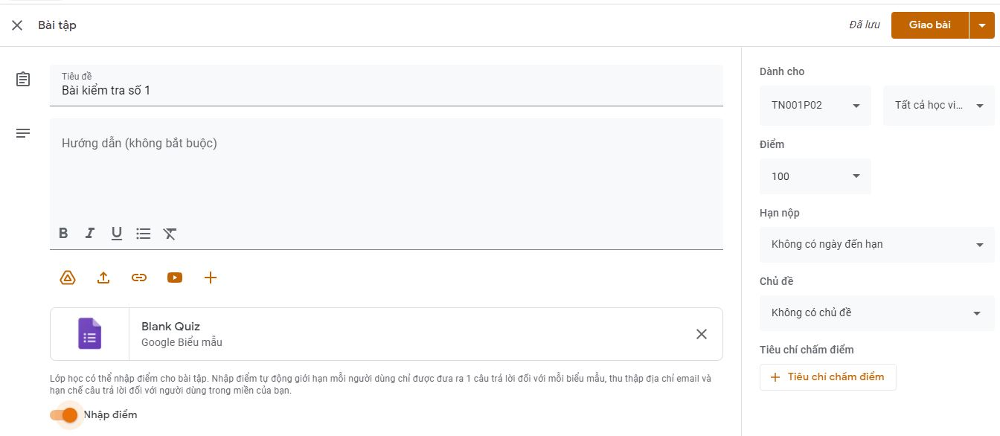 Bài tập
Đã lưu
Giao bài
Tiêu đề
Bài kiểm tra số 1
Hướng dẫn (không bắt buộc)
B I U
Blank Quiz
Google Biểu mẫu
Lớp học có thể nhập điểm cho bài tập. Nhập điểm tự động giới hạn mỗi người dùng chỉ được đưa ra 1 câu trả lời đối với mỗi biểu mẫu, thu thập địa chỉ email và
hạn chế câu trả lời đối với người dùng trong miền của bạn.
Nhập điểm
Dành cho
TN001P02
Tất cả học vi...
Điểm
100
Hạn nộp
Không có ngày đến hạn
Chủ đề
Không có chủ đề
Tiêu chí chấm điểm
Tiêu chí chấm điểm